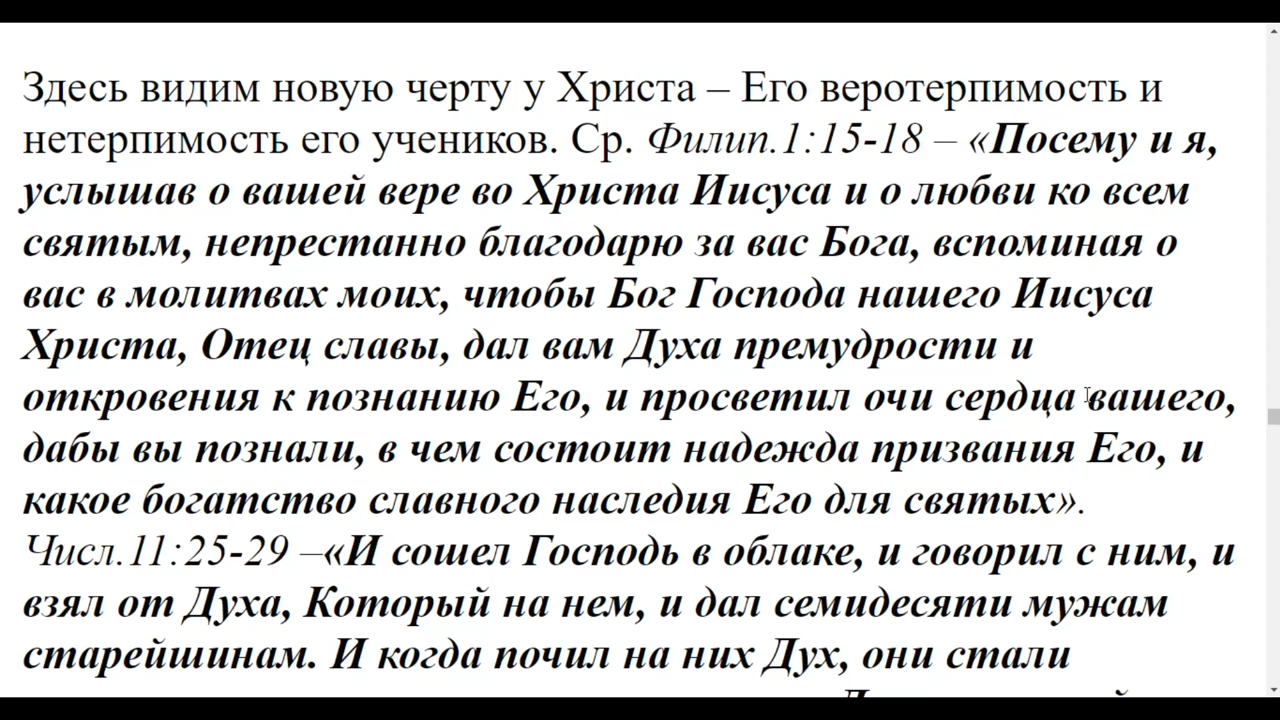 Здесь видим новую черту у Христа – Его веротерпимость и
нетерпимость его учеников. Ср. Филип.1:15-18 – «Посему и я,
услышав о вашей вере во Христа Иисуса и о любви ко всем
святым, непрестанно благодарю за вас Бога, вспоминая о
вас в молитвах моих, чтобы Бог Господа нашего Иисуса
Христа, Отец славы, дал вам Духа премудрости и
откровения к познанию Его, и просветил очи сердца вашего,
дабы вы познали, в чем состоит надежда призвания Его, и
какое богатство славного наследия Его для святых».
Числ.11:25-29 –«И сошел Господь в облаке, и говорил с ним, и
взял от Духа, Который на нем, и дал семидесяти мужам
старейшинам. И когда почил на них Дух, они стали